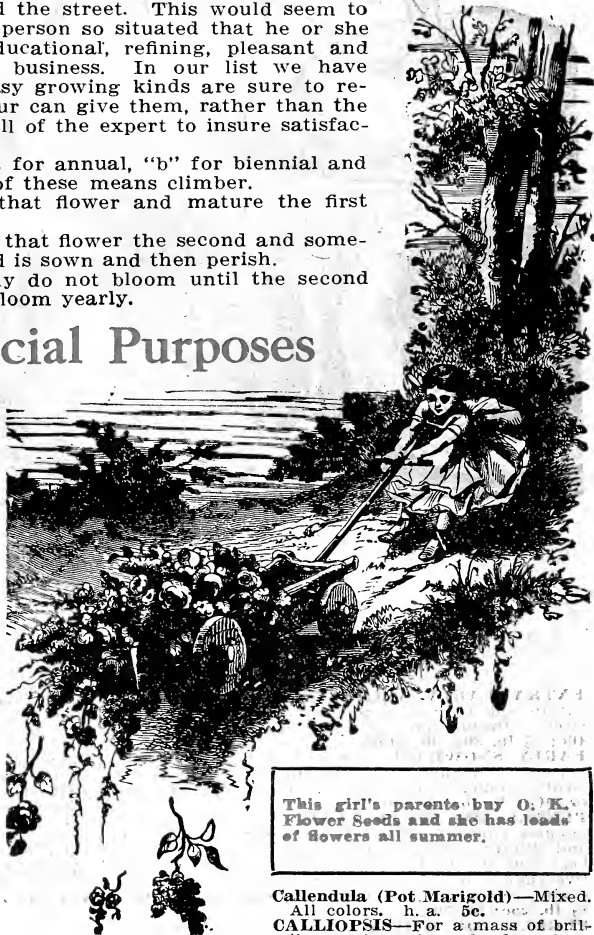 d the street. This would seem to
person so situated that he or she
ducational, refining, pleasant and
business. In our list we have
sy growing kinds are sure to re-
ur can give them, rather than the
ll of the expert to insure satisfac-
for annual, "b" for biennial and
of these means climber.
that flower and mature the first
that flower the second and some-
d is sown and then perish.
y do not bloom until the second
loom yearly.
cial Purposes
This girl's parents buy O. K.
Flower Seeds and she has loads
of flowers all summer.
Callendula (Pot Marigold)—Mixed.
All colors. h. a. 5c.
CALLIOPSIS—For a mass of bril-